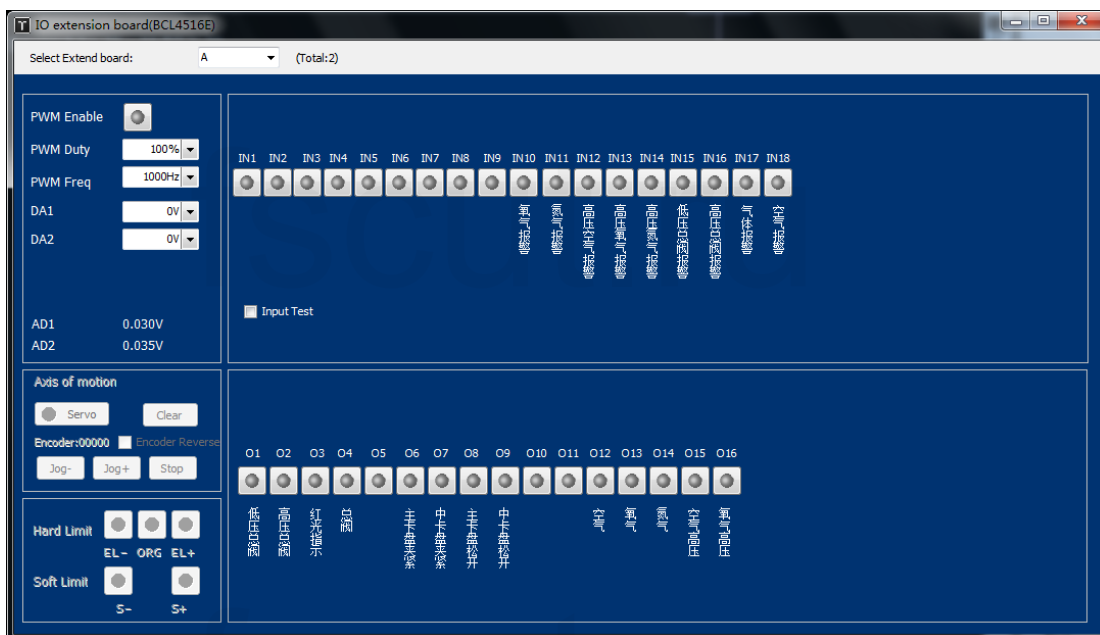 IO extension board(BCL4516E)
Select Extend board: A (Total:2)
PWM Enable
PWM Duty 100%
PWM Freq 1000Hz
DA1 0V
DA2 0V
AD1 0.030V
AD2 0.035V
IN1 IN2 IN3 IN4 IN5 IN6 IN7 IN8 IN9 IN10 IN11 IN12 IN13 IN14 IN15 IN16 IN17 IN18
氧气报警
氮气报警
高压空气报警
高压氧气报警
高压氮气报警
低压总阀报警
高压总阀报警
气体报警
空气报警
Input Test
Axis of motion
Servo Clear
Encoder:00000 Encoder Reverse
Jog- Jog+ Stop
Hard Limit
EL- ORG EL+
Soft Limit
S- S+
O1 O2 O3 O4 O5 O6 O7 O8 O9 O10 O11 O12 O13 O14 O15 O16
低压总阀
高压总阀
红光指示
总阀
主卡盘夹紧
中卡盘夹紧
主卡盘松开
中卡盘松开
空气
氧气
氮气
空气高压
氧气高压